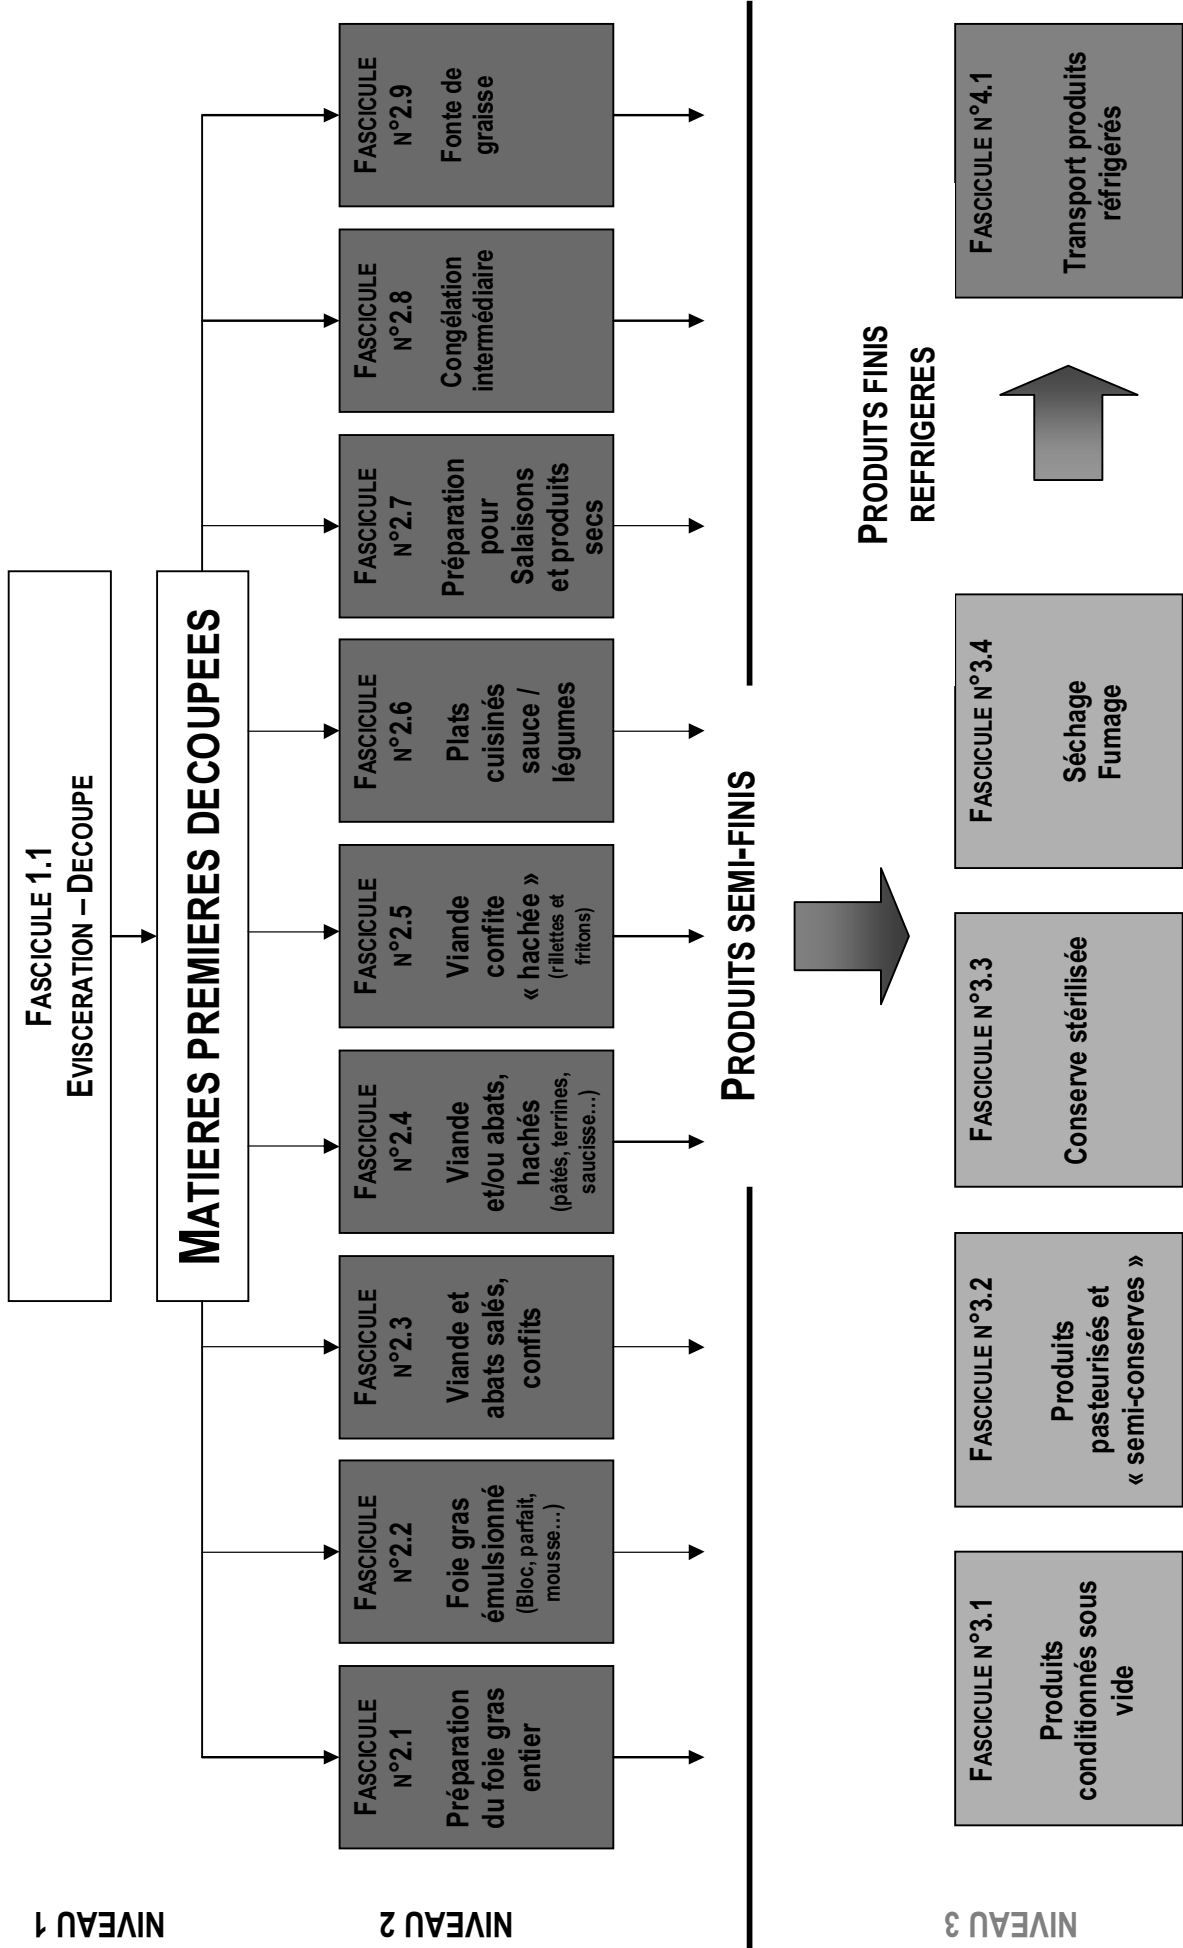 NIVEAU 1
FASCICULE 1.1
EVISCERATION – DECOUPE
MATIERES PREMIERES DECOUPEES
NIVEAU 2
FASCICULE
N°2.1
Préparation
du foie gras
entier
FASCICULE
N°2.2
Foie gras
émulsionné
(Bloc, parfait,
mousse…)
FASCICULE
N°2.3
Viande et
abats salés,
confits
FASCICULE
N°2.4
Viande
et/ou abats,
hachés
(pâtés, terrines,
saucisse…)
FASCICULE
N°2.5
Viande
confite
« hachée »
(rillettes et
fritons)
FASCICULE
N°2.6
Plats
cuisinés
sauce /
légumes
FASCICULE
N°2.7
Préparation
pour
Salaisons
et produits
secs
FASCICULE
N°2.8
Congélation
intermédiaire
FASCICULE
N°2.9
Fonte de
graisse
PRODUITS SEMI-FINIS
NIVEAU 3
FASCICULE N°3.1
Produits
conditionnés sous
vide
FASCICULE N°3.2
Produits
pasteurisés et
« semi-conserves »
FASCICULE N°3.3
Conserve stérilisée
FASCICULE N°3.4
Séchage
Fumage
PRODUITS FINIS
REFRIGERES
FASCICULE N°4.1
Transport produits
réfrigérés